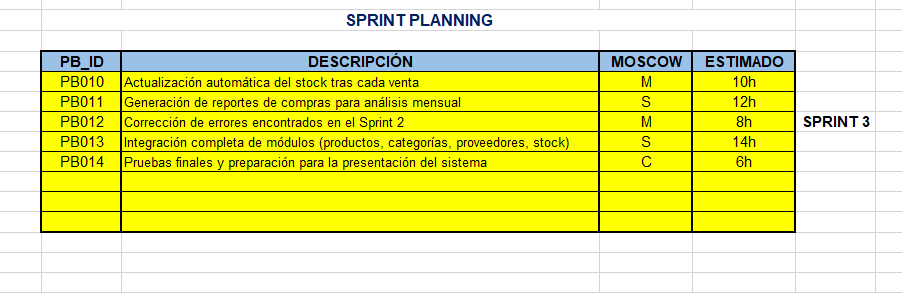 SPRINT PLANNING
PB_ID DESCRIPCIÓN MOSCOW ESTIMADO
PB010 Actualización automática del stock tras cada venta M 10h
PB011 Generación de reportes de compras para análisis mensual S 12h
PB012 Corrección de errores encontrados en el Sprint 2 M 8h SPRINT 3
PB013 Integración completa de módulos (productos, categorías, proveedores, stock) S 14h
PB014 Pruebas finales y preparación para la presentación del sistema C 6h